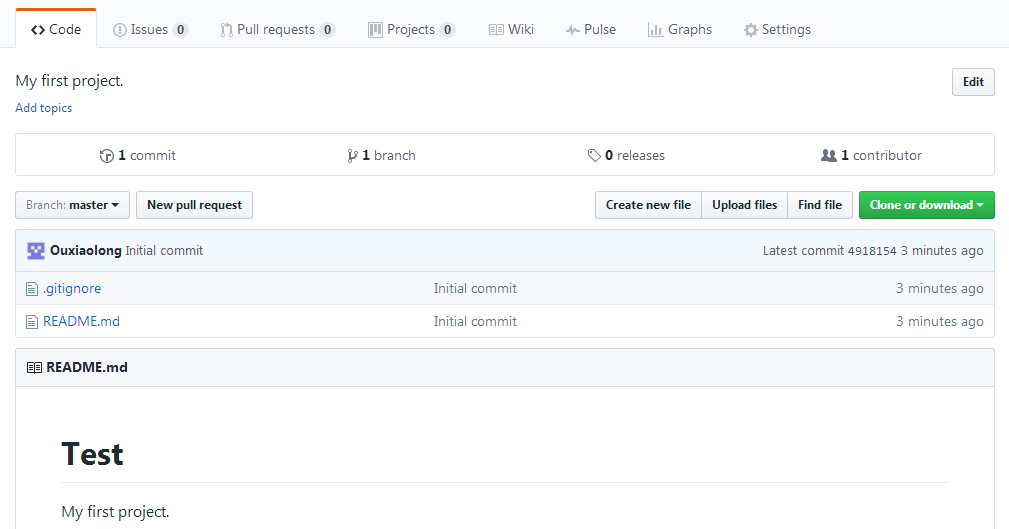 Code Issues 0 Pull requests 0 Projects 0 Wiki Pulse Graphs Settings
My first project. Edit
Add topics
1 commit 1 branch 0 releases 1 contributor
Branch: master New pull request Create new file Upload files Find file Clone or download
Ouxiaolong Initial commit Latest commit 4918154 3 minutes ago
.gitignore Initial commit 3 minutes ago
README.md Initial commit 3 minutes ago
README.md
Test
My first project.